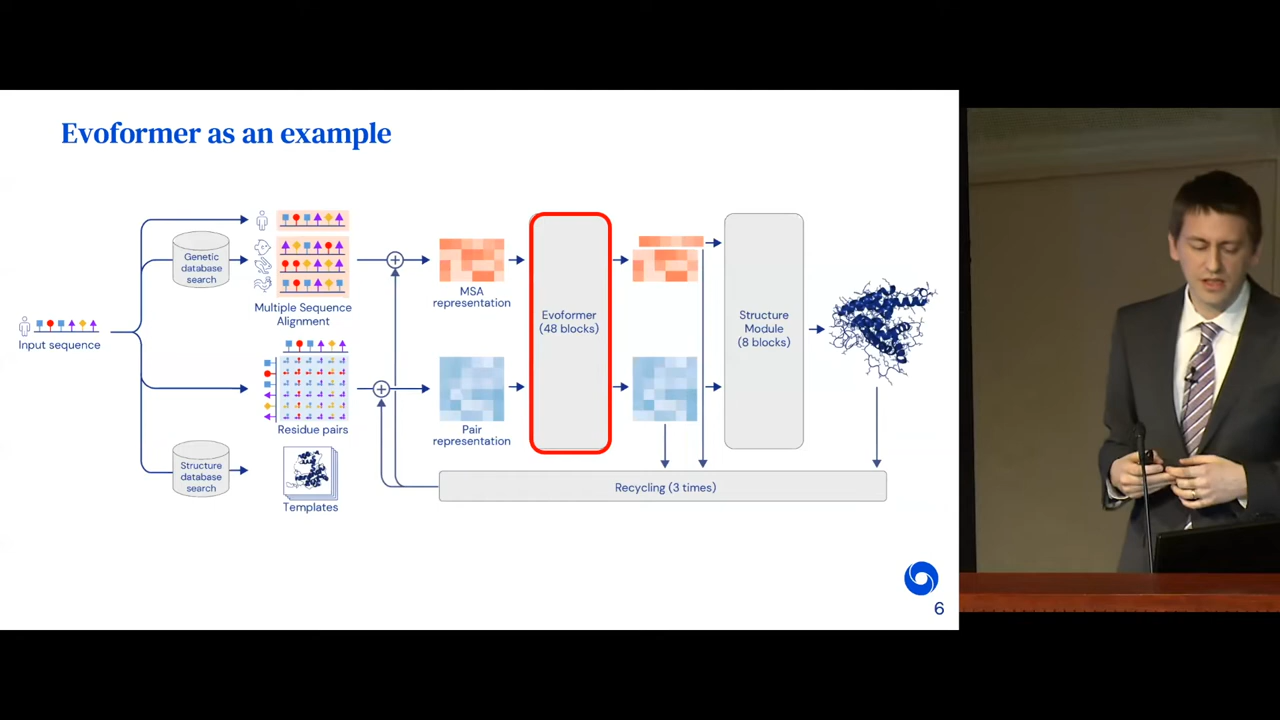 Evoformer as an example
Genetic
database
search
Multiple Sequence
Alignment
Input sequence
Residue pairs
Structure
database
search
Templates
MSA
representation
Pair
representation
Evoformer
(48 blocks)
Structure
Module
(8 blocks)
Recycling (3 times)
6